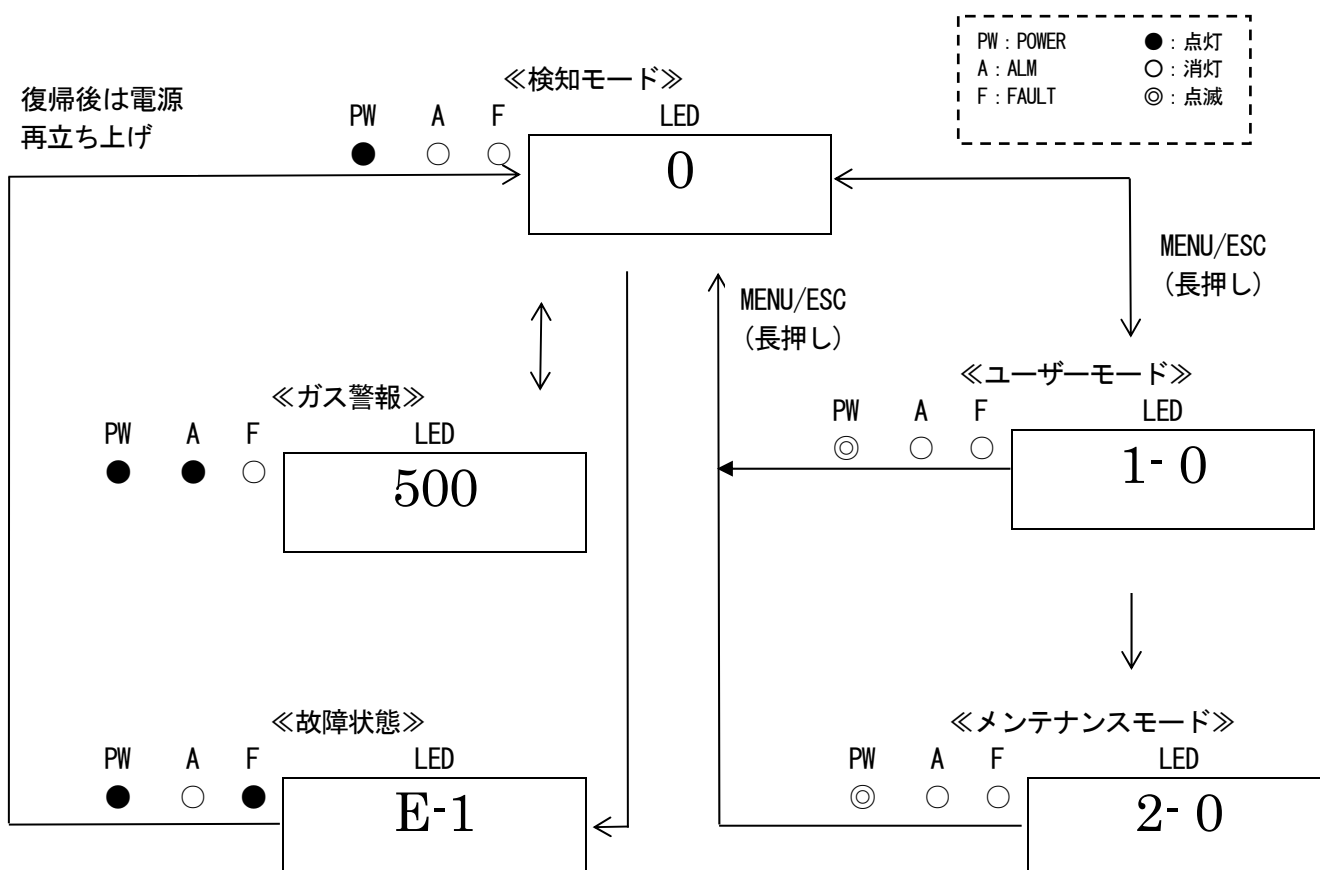 PW：POWER ●：点灯
A：ALM ○：消灯
F：FAULT ◎：点滅
復帰後は電源
再立ち上げ
≪検知モード≫
PW A F LED
● ○ ○ 0
MENU/ESC
（長押し）
MENU/ESC
（長押し）
≪ガス警報≫
PW A F LED
● ● ○ 500
≪ユーザーモード≫
PW A F LED
◎ ○ ○ 1- 0
≪故障状態≫
PW A F LED
● ○ ● E-1
≪メンテナンスモード≫
PW A F LED
◎ ○ ○ 2- 0